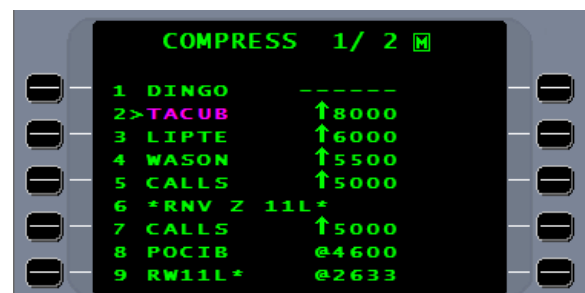 COMPRESS 1/ 2 M
1 DINGO ------
2>TACUB ↑8000
3 LIPTE ↑6000
4 WASON ↑5500
5 CALLS ↑5000
6 *RNV Z 11L*
7 CALLS ↑5000
8 POCIB @4600
9 RW11L* @2633